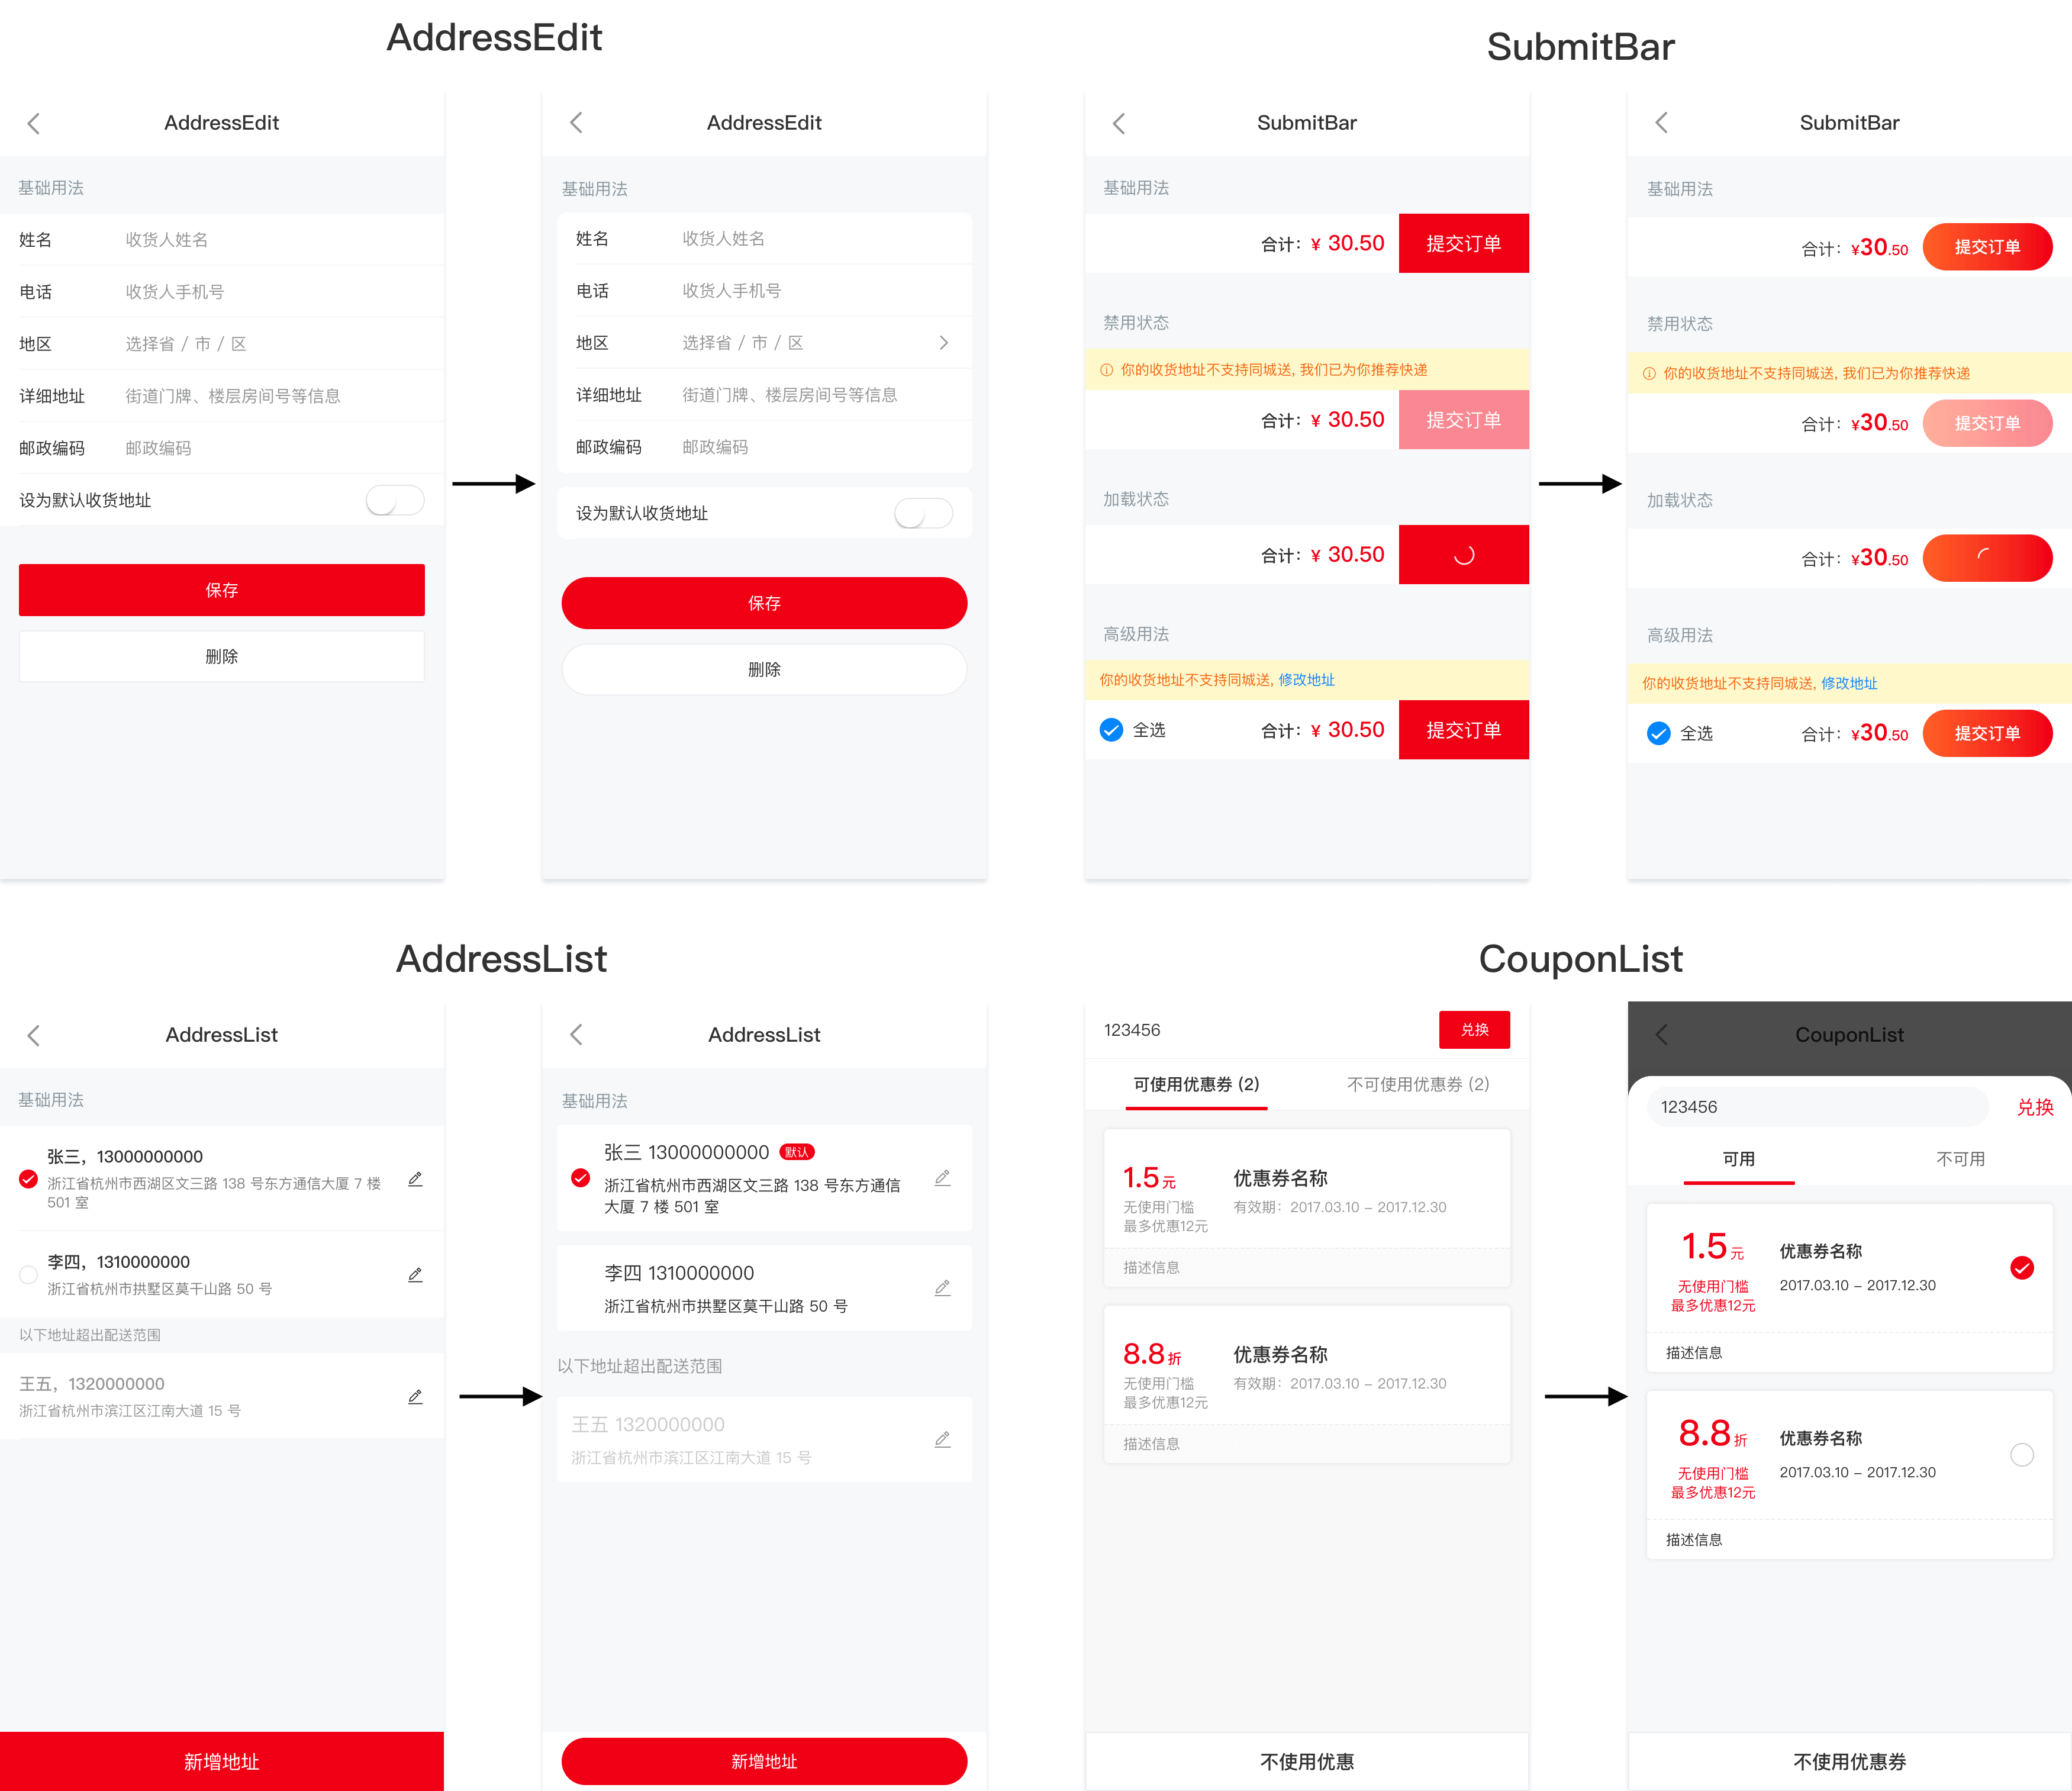 AddressEdit
AddressEdit
基础用法
姓名 收货人姓名
电话 收货人手机号
地区 选择省 / 市 / 区
详细地址 街道门牌、楼层房间号等信息
邮政编码 邮政编码
设为默认收货地址
保存
删除
AddressEdit
基础用法
姓名 收货人姓名
电话 收货人手机号
地区 选择省 / 市 / 区
详细地址 街道门牌、楼层房间号等信息
邮政编码 邮政编码
设为默认收货地址
保存
删除
SubmitBar
SubmitBar
基础用法
合计：¥ 30.50 提交订单
禁用状态
你的收货地址不支持同城送, 我们已为你推荐快递
合计：¥ 30.50 提交订单
加载状态
合计：¥ 30.50
高级用法
你的收货地址不支持同城送, 修改地址
全选 合计：¥ 30.50 提交订单
SubmitBar
基础用法
合计：¥30.50 提交订单
禁用状态
你的收货地址不支持同城送, 我们已为你推荐快递
合计：¥30.50 提交订单
加载状态
合计：¥30.50
高级用法
你的收货地址不支持同城送, 修改地址
全选 合计：¥30.50 提交订单
AddressList
AddressList
基础用法
张三，13000000000
浙江省杭州市西湖区文三路 138 号东方通信大厦 7 楼
501 室
李四，1310000000
浙江省杭州市拱墅区莫干山路 50 号
以下地址超出配送范围
王五，1320000000
浙江省杭州市滨江区江南大道 15 号
新增地址
AddressList
基础用法
张三 13000000000 默认
浙江省杭州市西湖区文三路 138 号东方通信
大厦 7 楼 501 室
李四 1310000000
浙江省杭州市拱墅区莫干山路 50 号
以下地址超出配送范围
王五 1320000000
浙江省杭州市滨江区江南大道 15 号
新增地址
CouponList
123456 兑换
可使用优惠券 (2) 不可使用优惠券 (2)
1.5元 优惠券名称
无使用门槛 有效期：2017.03.10 - 2017.12.30
最多优惠12元
描述信息
8.8折 优惠券名称
无使用门槛 有效期：2017.03.10 - 2017.12.30
最多优惠12元
描述信息
不使用优惠
CouponList
123456 兑换
可用 不可用
1.5元 优惠券名称
无使用门槛 2017.03.10 - 2017.12.30
最多优惠12元
描述信息
8.8折 优惠券名称
无使用门槛 2017.03.10 - 2017.12.30
最多优惠12元
描述信息
不使用优惠券